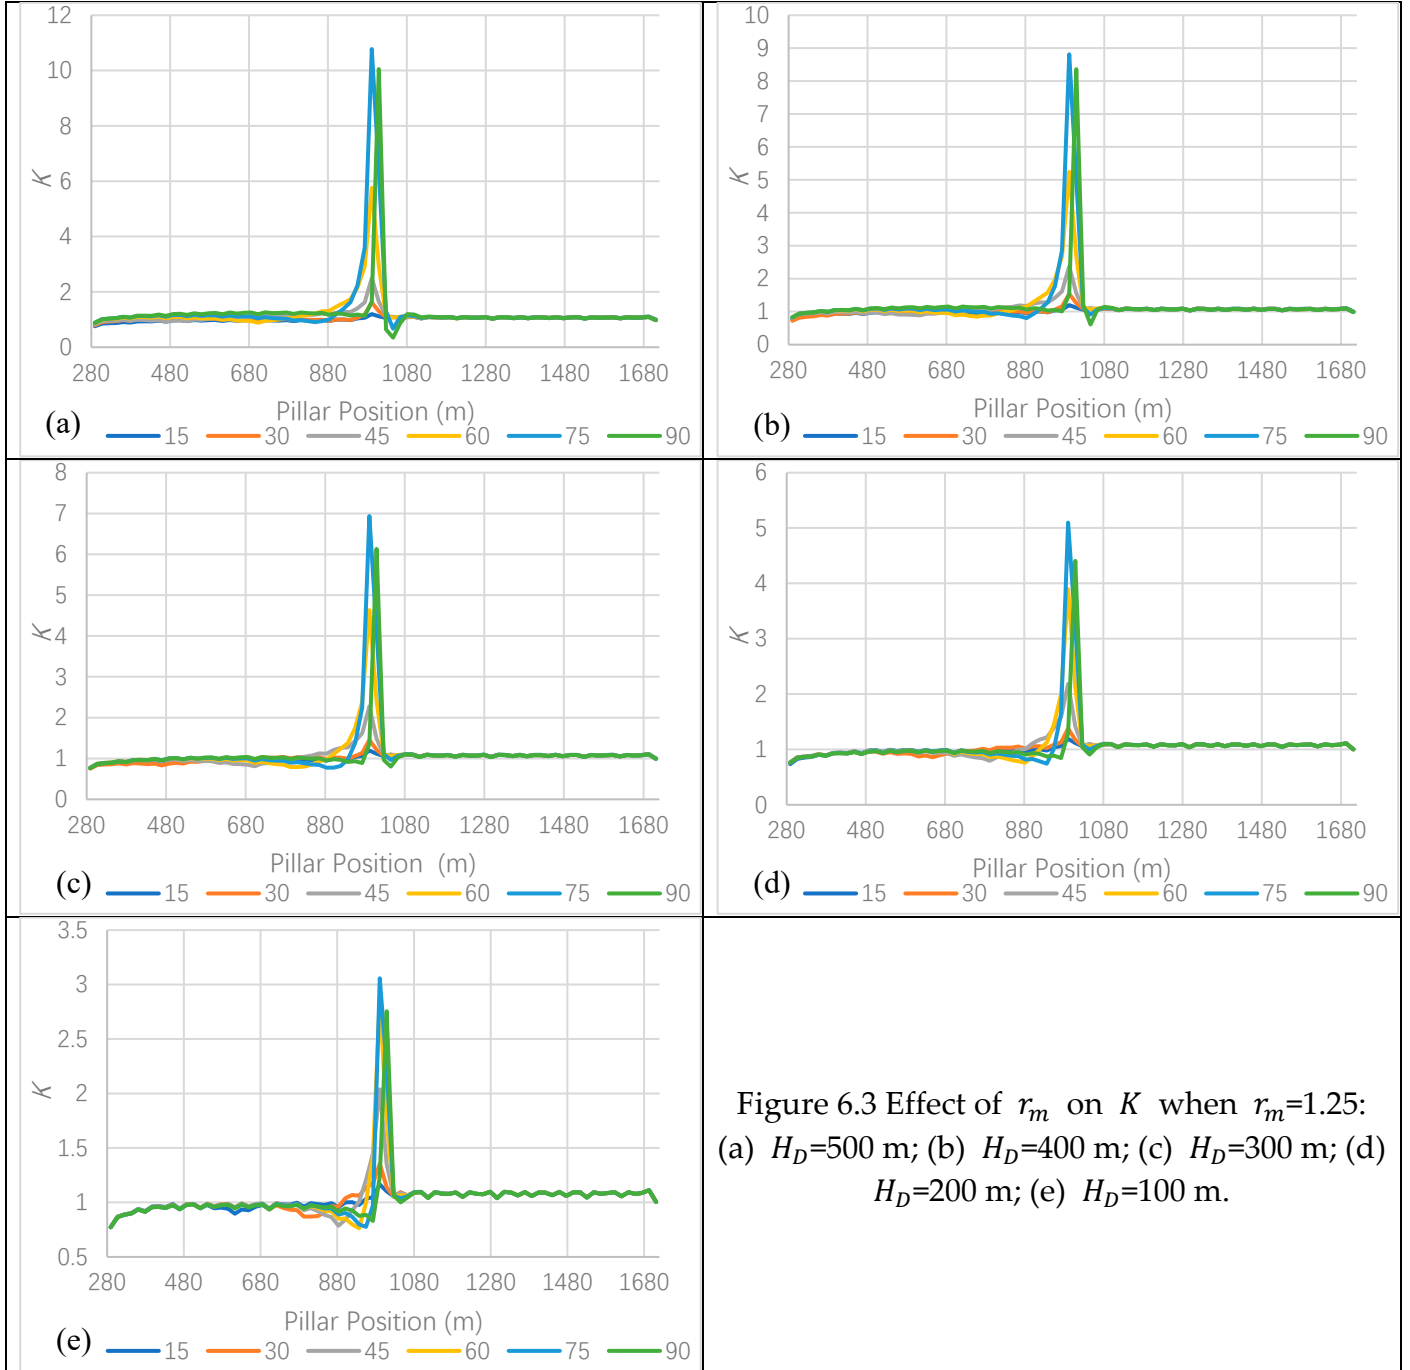 12
10
8
6
4
2
0
K
280 480 680 880 1080 1280 1480 1680
Pillar Position (m)
(a) 15 30 45 60 75 90
10
9
8
7
6
5
4
3
2
1
0
K
280 480 680 880 1080 1280 1480 1680
Pillar Position (m)
(b) 15 30 45 60 75 90
8
7
6
5
4
3
2
1
0
K
280 480 680 880 1080 1280 1480 1680
Pillar Position (m)
(c) 15 30 45 60 75 90
6
5
4
3
2
1
0
K
280 480 680 880 1080 1280 1480 1680
Pillar Position (m)
(d) 15 30 45 60 75 90
3.5
3
2.5
2
1.5
1
0.5
K
280 480 680 880 1080 1280 1480 1680
Pillar Position (m)
(e) 15 30 45 60 75 90
Figure 6.3 Effect of r_m on K when r_m=1.25:
(a) H_D=500 m; (b) H_D=400 m; (c) H_D=300 m; (d)
H_D=200 m; (e) H_D=100 m.